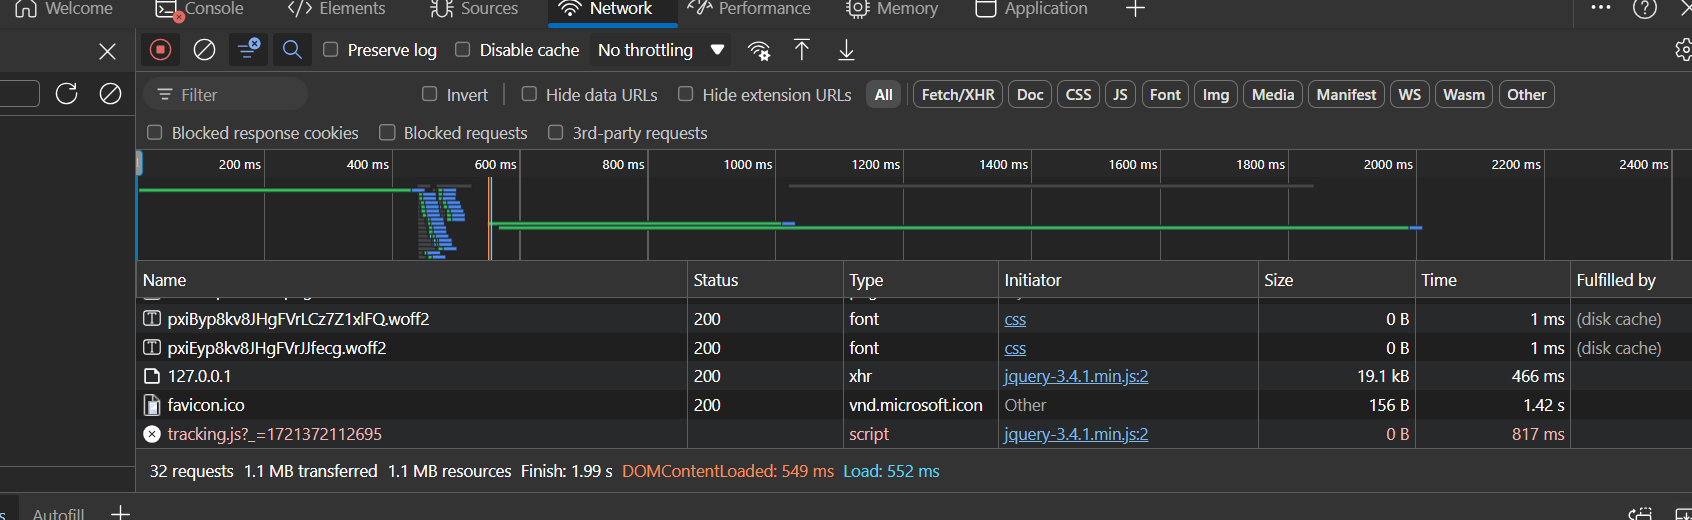 Welcome Console Elements Sources Network Performance Memory Application
Preserve log Disable cache No throttling
Filter Invert Hide data URLs Hide extension URLs All Fetch/XHR Doc CSS JS Font Img Media Manifest WS Wasm Other
Blocked response cookies Blocked requests 3rd-party requests
200 ms 400 ms 600 ms 800 ms 1000 ms 1200 ms 1400 ms 1600 ms 1800 ms 2000 ms 2200 ms 2400 ms
Name Status Type Initiator Size Time Fulfilled by
pxiByp8kv8JHgFVrLCz7Z1xlFQ.woff2 200 font css 0 B 1 ms (disk cache)
pxiEyp8kv8JHgFVrJJfecg.woff2 200 font css 0 B 1 ms (disk cache)
127.0.0.1 200 xhr jquery-3.4.1.min.js:2 19.1 kB 466 ms
favicon.ico 200 vnd.microsoft.icon Other 156 B 1.42 s
tracking.js?_=1721372112695 script jquery-3.4.1.min.js:2 0 B 817 ms
32 requests 1.1 MB transferred 1.1 MB resources Finish: 1.99 s DOMContentLoaded: 549 ms Load: 552 ms
Autofill